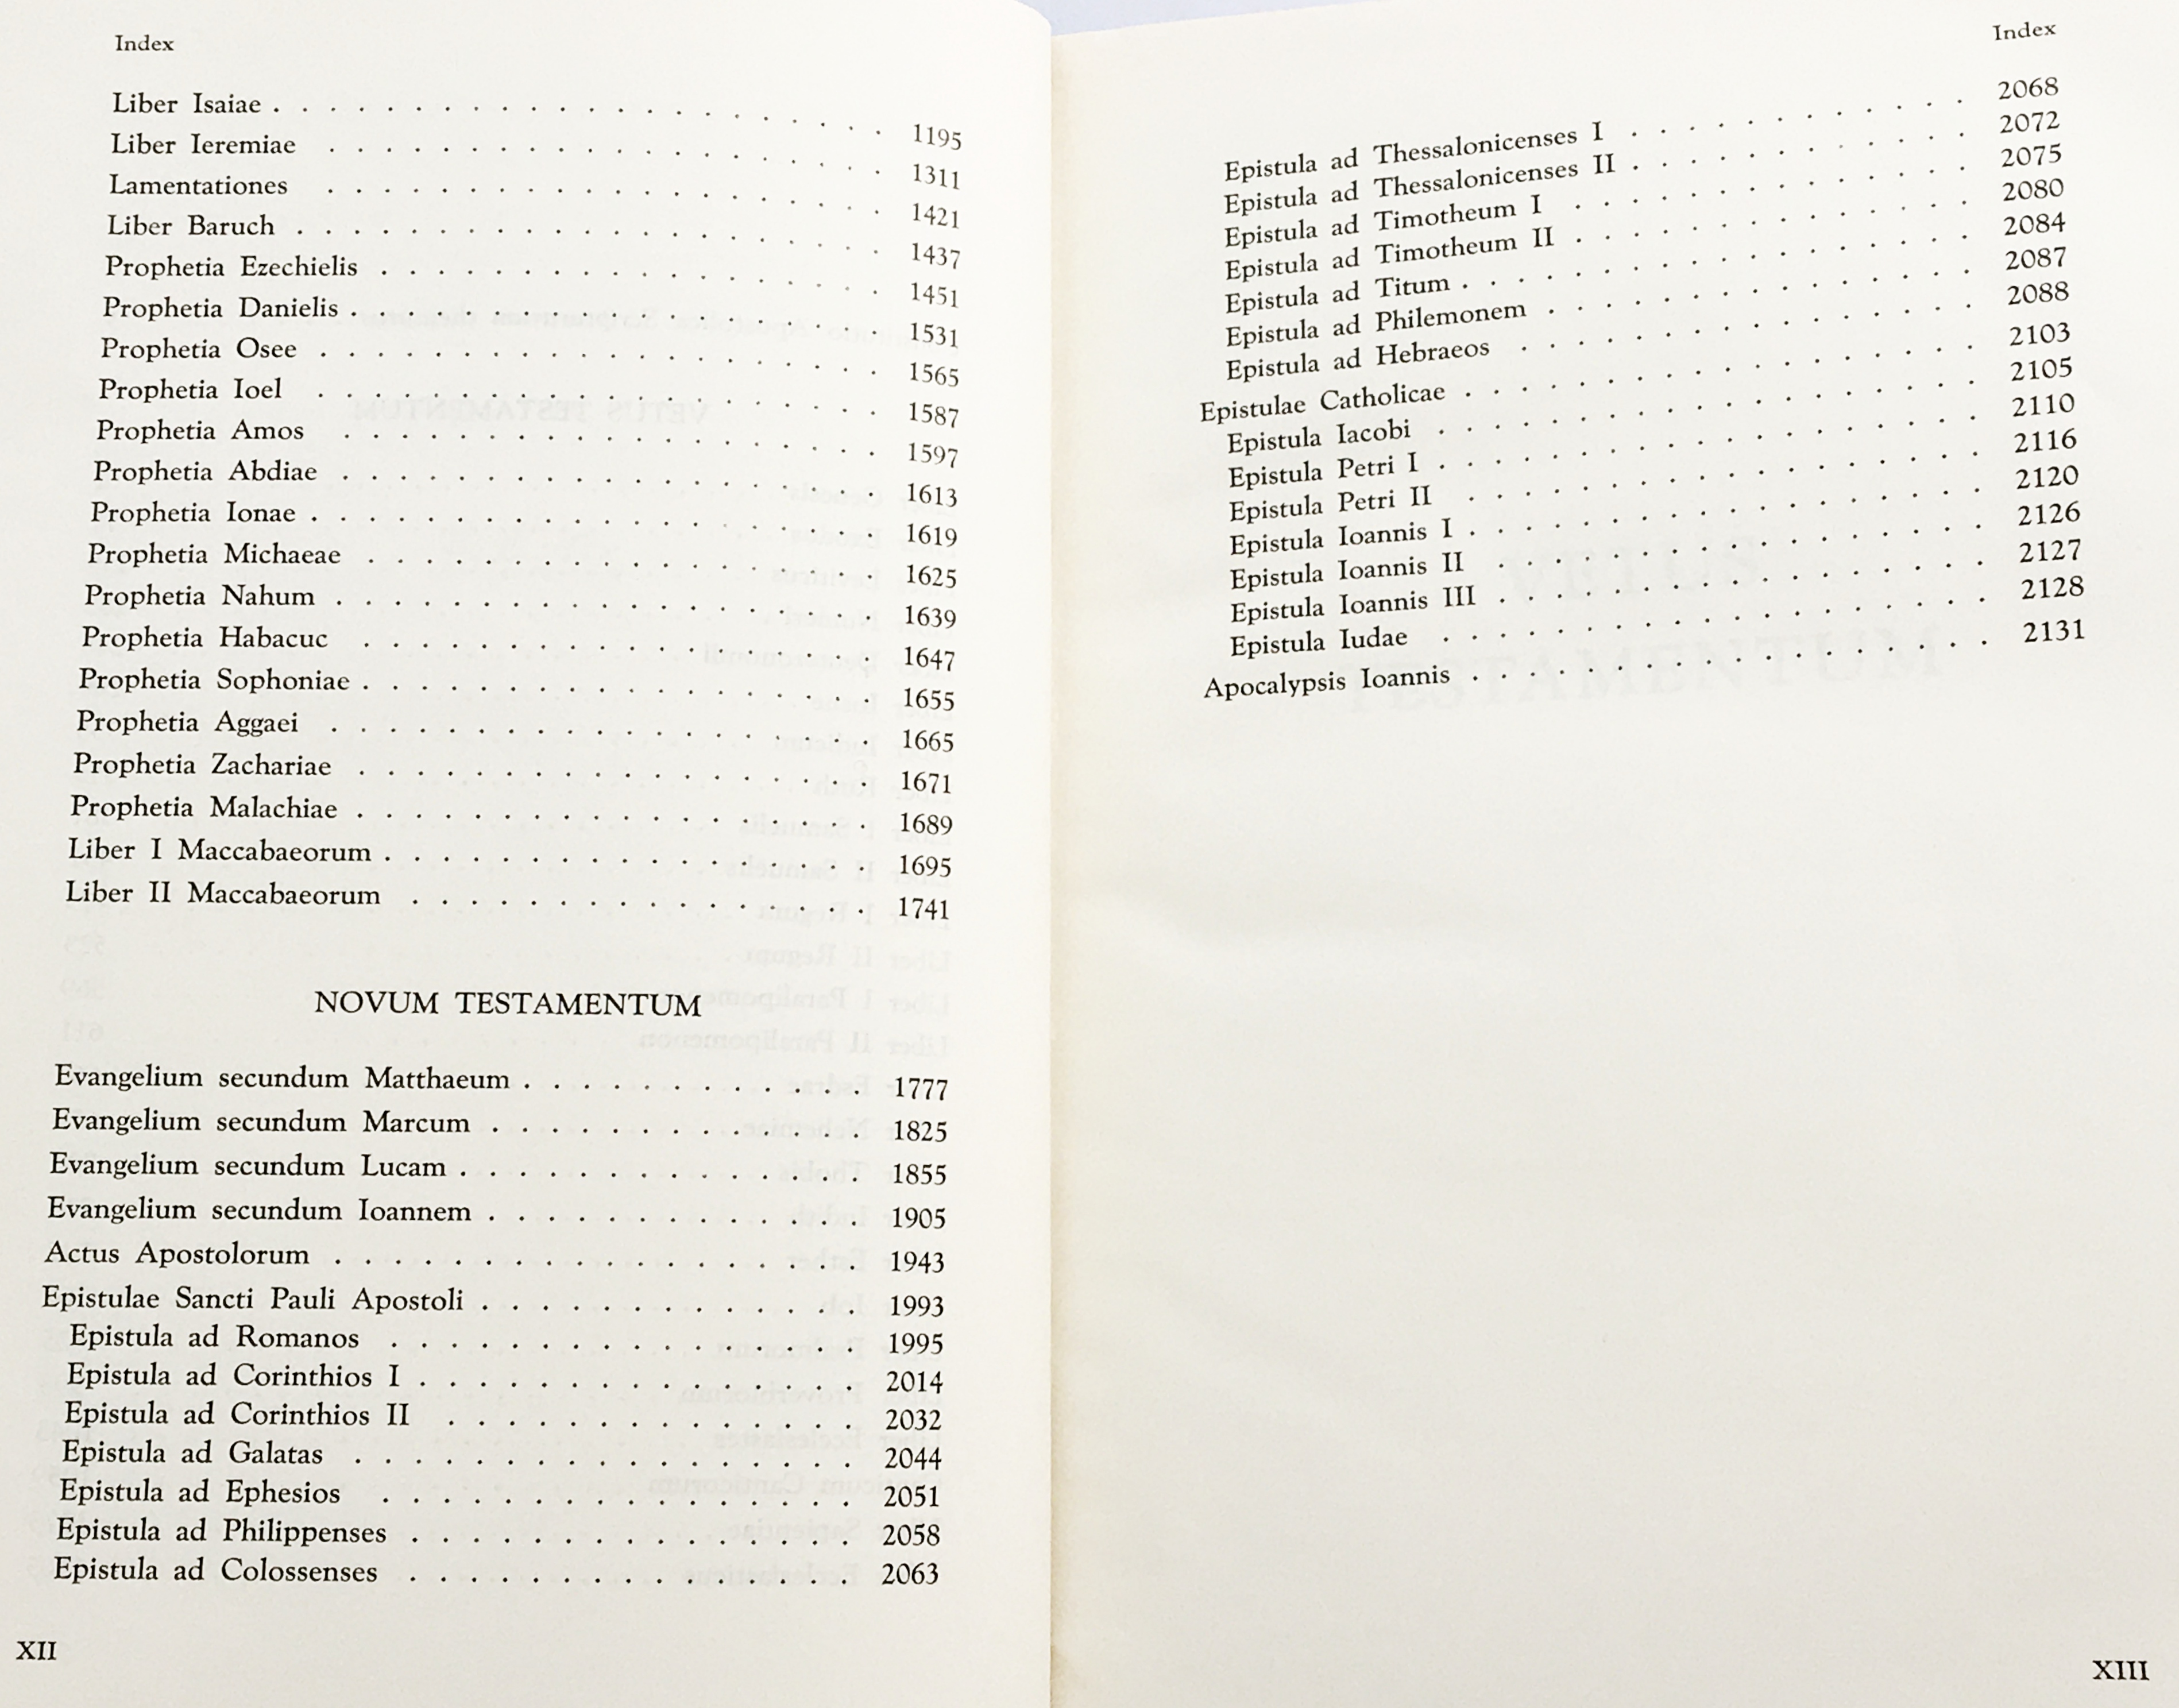 Index
Liber Isaiae . . . . . . . . . . . . . . . . . . . . . 1195
Liber Ieremiae . . . . . . . . . . . . . . . . . . . 1311
Lamentationes . . . . . . . . . . . . . . . . . . . 1421
Liber Baruch . . . . . . . . . . . . . . . . . . . . 1437
Prophetia Ezechielis . . . . . . . . . . . . . . . . . 1451
Prophetia Danielis . . . . . . . . . . . . . . . . . . 1531
Prophetia Osee . . . . . . . . . . . . . . . . . . . 1565
Prophetia Ioel . . . . . . . . . . . . . . . . . . . 1587
Prophetia Amos . . . . . . . . . . . . . . . . . . 1597
Prophetia Abdiae . . . . . . . . . . . . . . . . . . 1613
Prophetia Ionae . . . . . . . . . . . . . . . . . . . 1619
Prophetia Michaeae . . . . . . . . . . . . . . . . . 1625
Prophetia Nahum . . . . . . . . . . . . . . . . . . 1639
Prophetia Habacuc . . . . . . . . . . . . . . . . . 1647
Prophetia Sophoniae . . . . . . . . . . . . . . . . . 1655
Prophetia Aggaei . . . . . . . . . . . . . . . . . . 1665
Prophetia Zachariae . . . . . . . . . . . . . . . . . 1671
Prophetia Malachiae . . . . . . . . . . . . . . . . . 1689
Liber I Maccabaeorum . . . . . . . . . . . . . . . . 1695
Liber II Maccabaeorum . . . . . . . . . . . . . . . 1741
NOVUM TESTAMENTUM
Evangelium secundum Matthaeum . . . . . . . . . . . 1777
Evangelium secundum Marcum . . . . . . . . . . . . 1825
Evangelium secundum Lucam . . . . . . . . . . . . . 1855
Evangelium secundum Ioannem . . . . . . . . . . . . 1905
Actus Apostolorum . . . . . . . . . . . . . . . . . 1943
Epistulae Sancti Pauli Apostoli . . . . . . . . . . . . 1993
Epistula ad Romanos . . . . . . . . . . . . . . . 1995
Epistula ad Corinthios I . . . . . . . . . . . . . . 2014
Epistula ad Corinthios II . . . . . . . . . . . . . 2032
Epistula ad Galatas . . . . . . . . . . . . . . . . 2044
Epistula ad Ephesios . . . . . . . . . . . . . . . 2051
Epistula ad Philippenses . . . . . . . . . . . . . . 2058
Epistula ad Colossenses . . . . . . . . . . . . . . 2063
XII
Index
Epistula ad Thessalonicenses I . . . . . . . . . . . 2068
Epistula ad Thessalonicenses II . . . . . . . . . . . 2072
Epistula ad Timotheum I . . . . . . . . . . . . . 2075
Epistula ad Timotheum II . . . . . . . . . . . . . 2080
Epistula ad Titum . . . . . . . . . . . . . . . . . 2084
Epistula ad Philemonem . . . . . . . . . . . . . . 2087
Epistula ad Hebraeos . . . . . . . . . . . . . . . 2088
Epistulae Catholicae . . . . . . . . . . . . . . . . . 2103
Epistula Iacobi . . . . . . . . . . . . . . . . . . 2105
Epistula Petri I . . . . . . . . . . . . . . . . . . 2110
Epistula Petri II . . . . . . . . . . . . . . . . . 2116
Epistula Ioannis I . . . . . . . . . . . . . . . . . 2120
Epistula Ioannis II . . . . . . . . . . . . . . . . 2126
Epistula Ioannis III . . . . . . . . . . . . . . . . 2127
Epistula Iudae . . . . . . . . . . . . . . . . . . 2128
Apocalypsis Ioannis . . . . . . . . . . . . . . . . . 2131
XIII